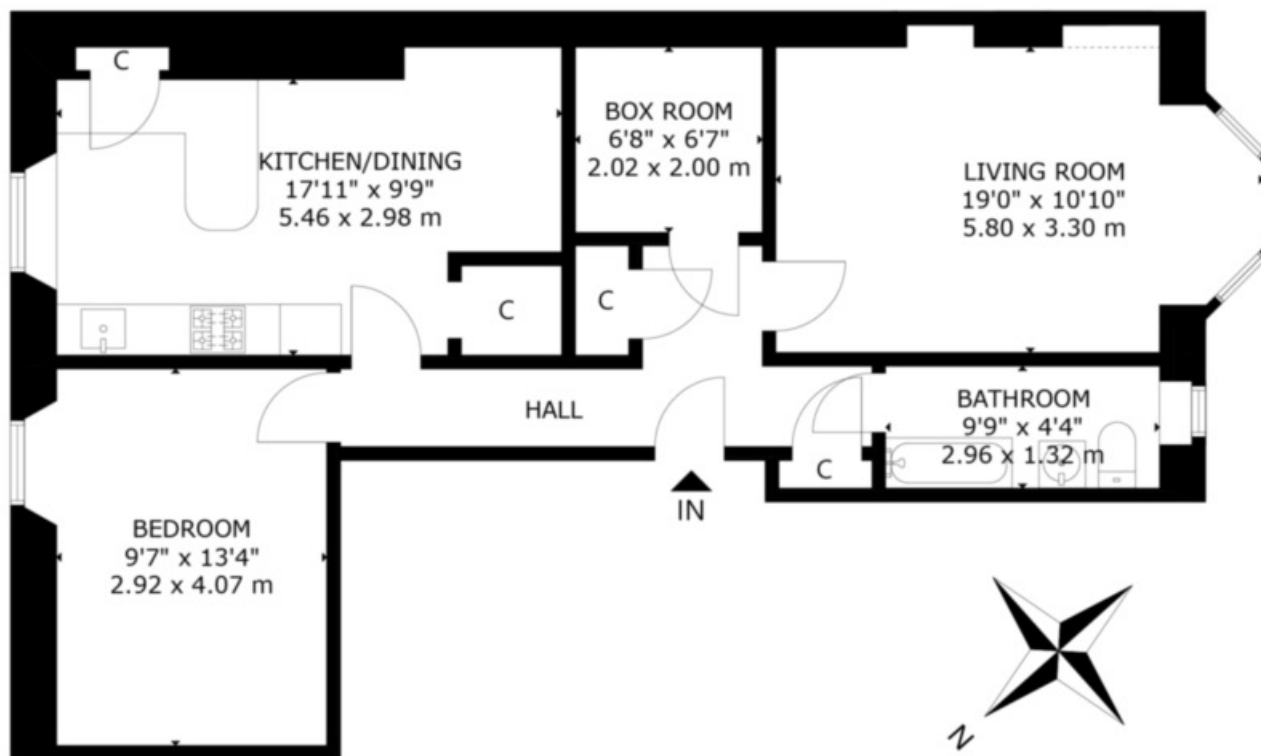 C
KITCHEN/DINING
17'11" x 9'9"
5.46 x 2.98 m
C
BOX ROOM
6'8" x 6'7"
2.02 x 2.00 m
C
LIVING ROOM
19'0" x 10'10"
5.80 x 3.30 m
HALL
BATHROOM
9'9" x 4'4"
2.96 x 1.32 m
C
IN
BEDROOM
9'7" x 13'4"
2.92 x 4.07 m
N